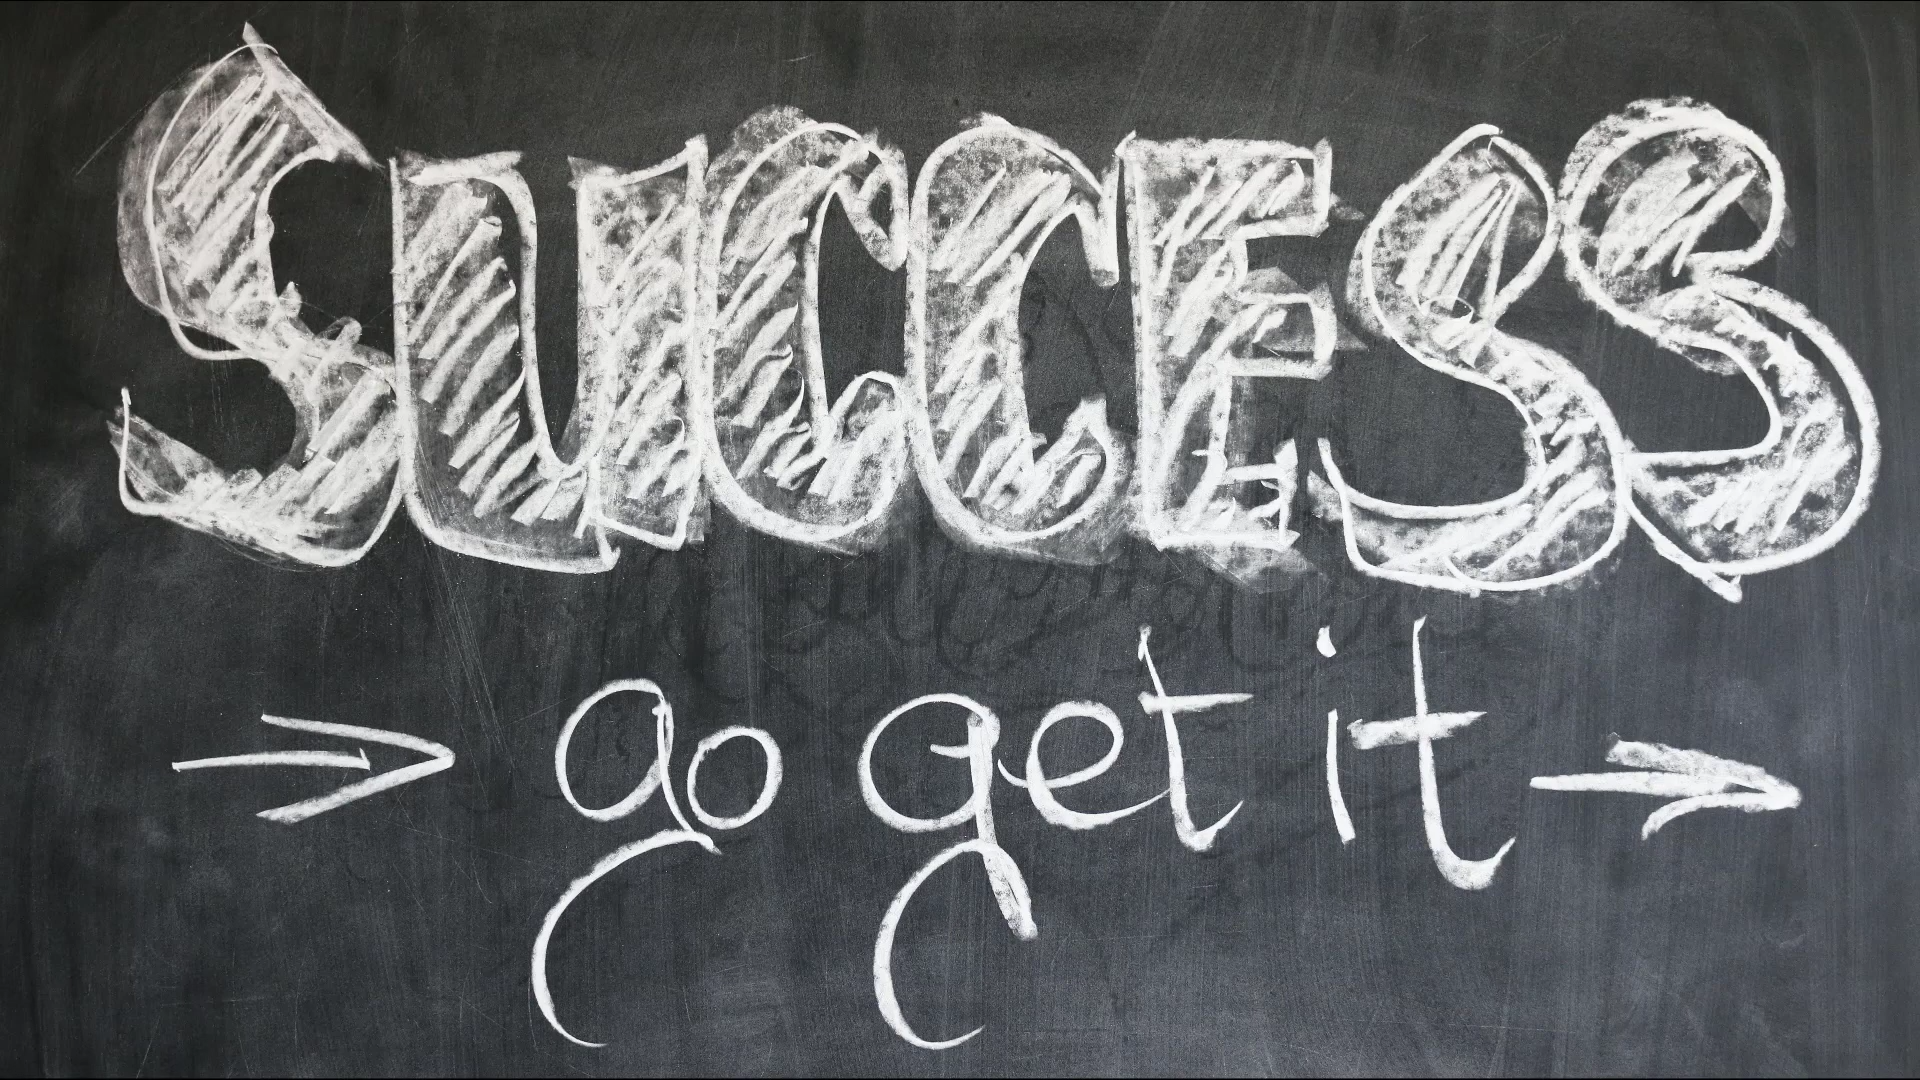 SUCCESS
→ go get it →